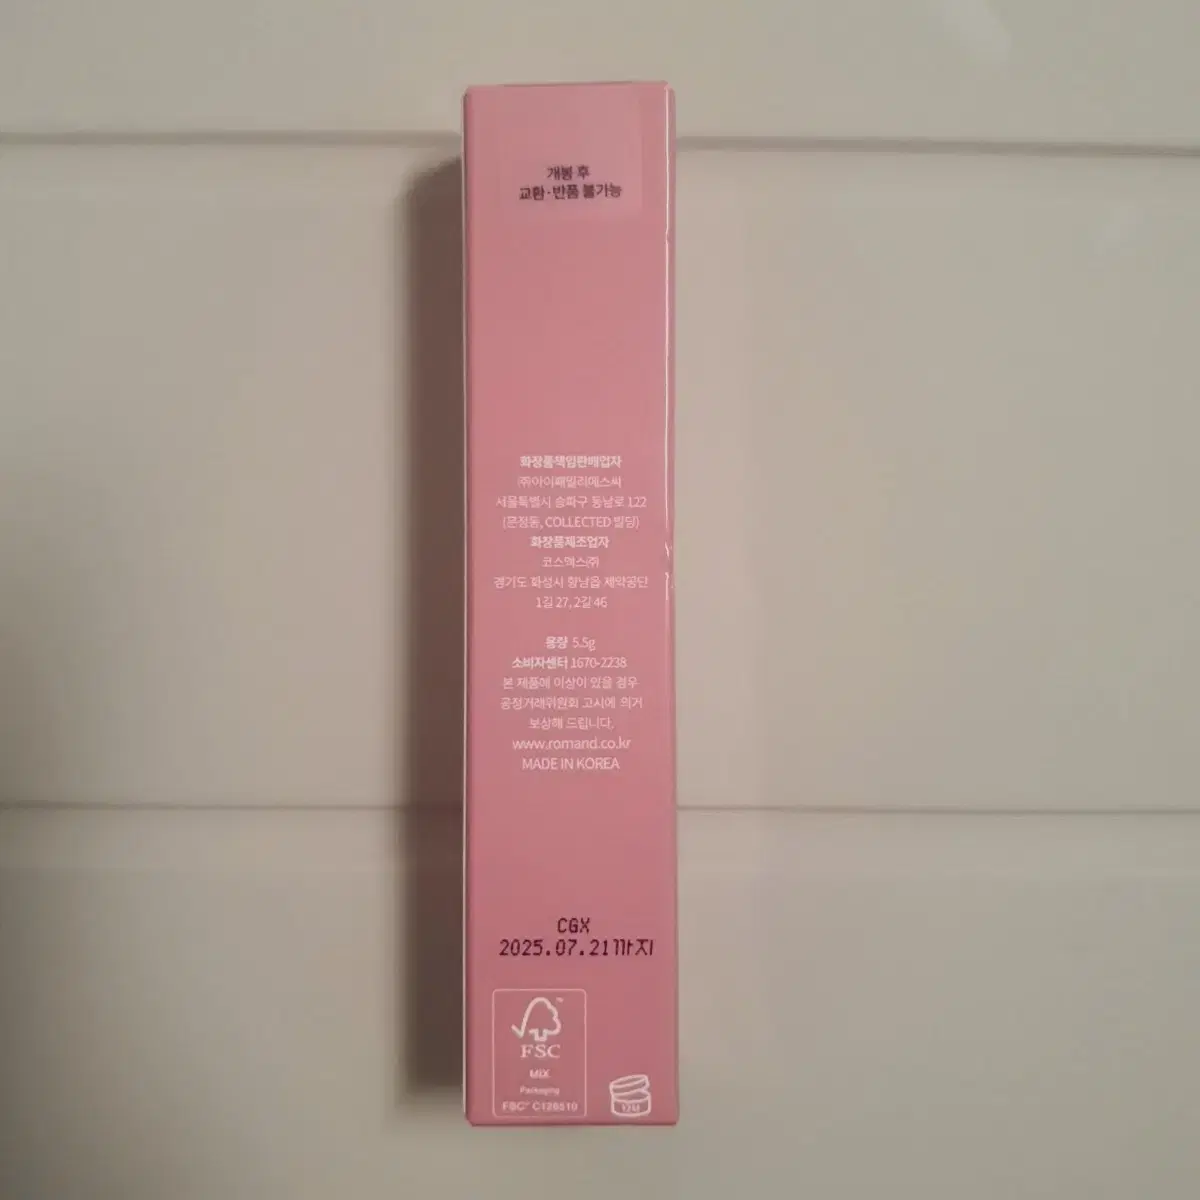 개봉 후
교환·반품 불가능
화장품책임판매업자
㈜아이패밀리에스씨
서울특별시 송파구 동남로 122
(문정동, COLLECTED 빌딩)
화장품제조업자
코스맥스㈜
경기도 화성시 향남읍 제약공단
1길 27, 2길 46
용량 5.5g
소비자센터 1670-2238
본 제품에 이상이 있을 경우
공정거래위원회 고시에 의거
보상해 드립니다.
www.romand.co.kr
MADE IN KOREA
CGX
2025.07.21까지
FSC
MIX
Packaging
FSC™ C126510
12M